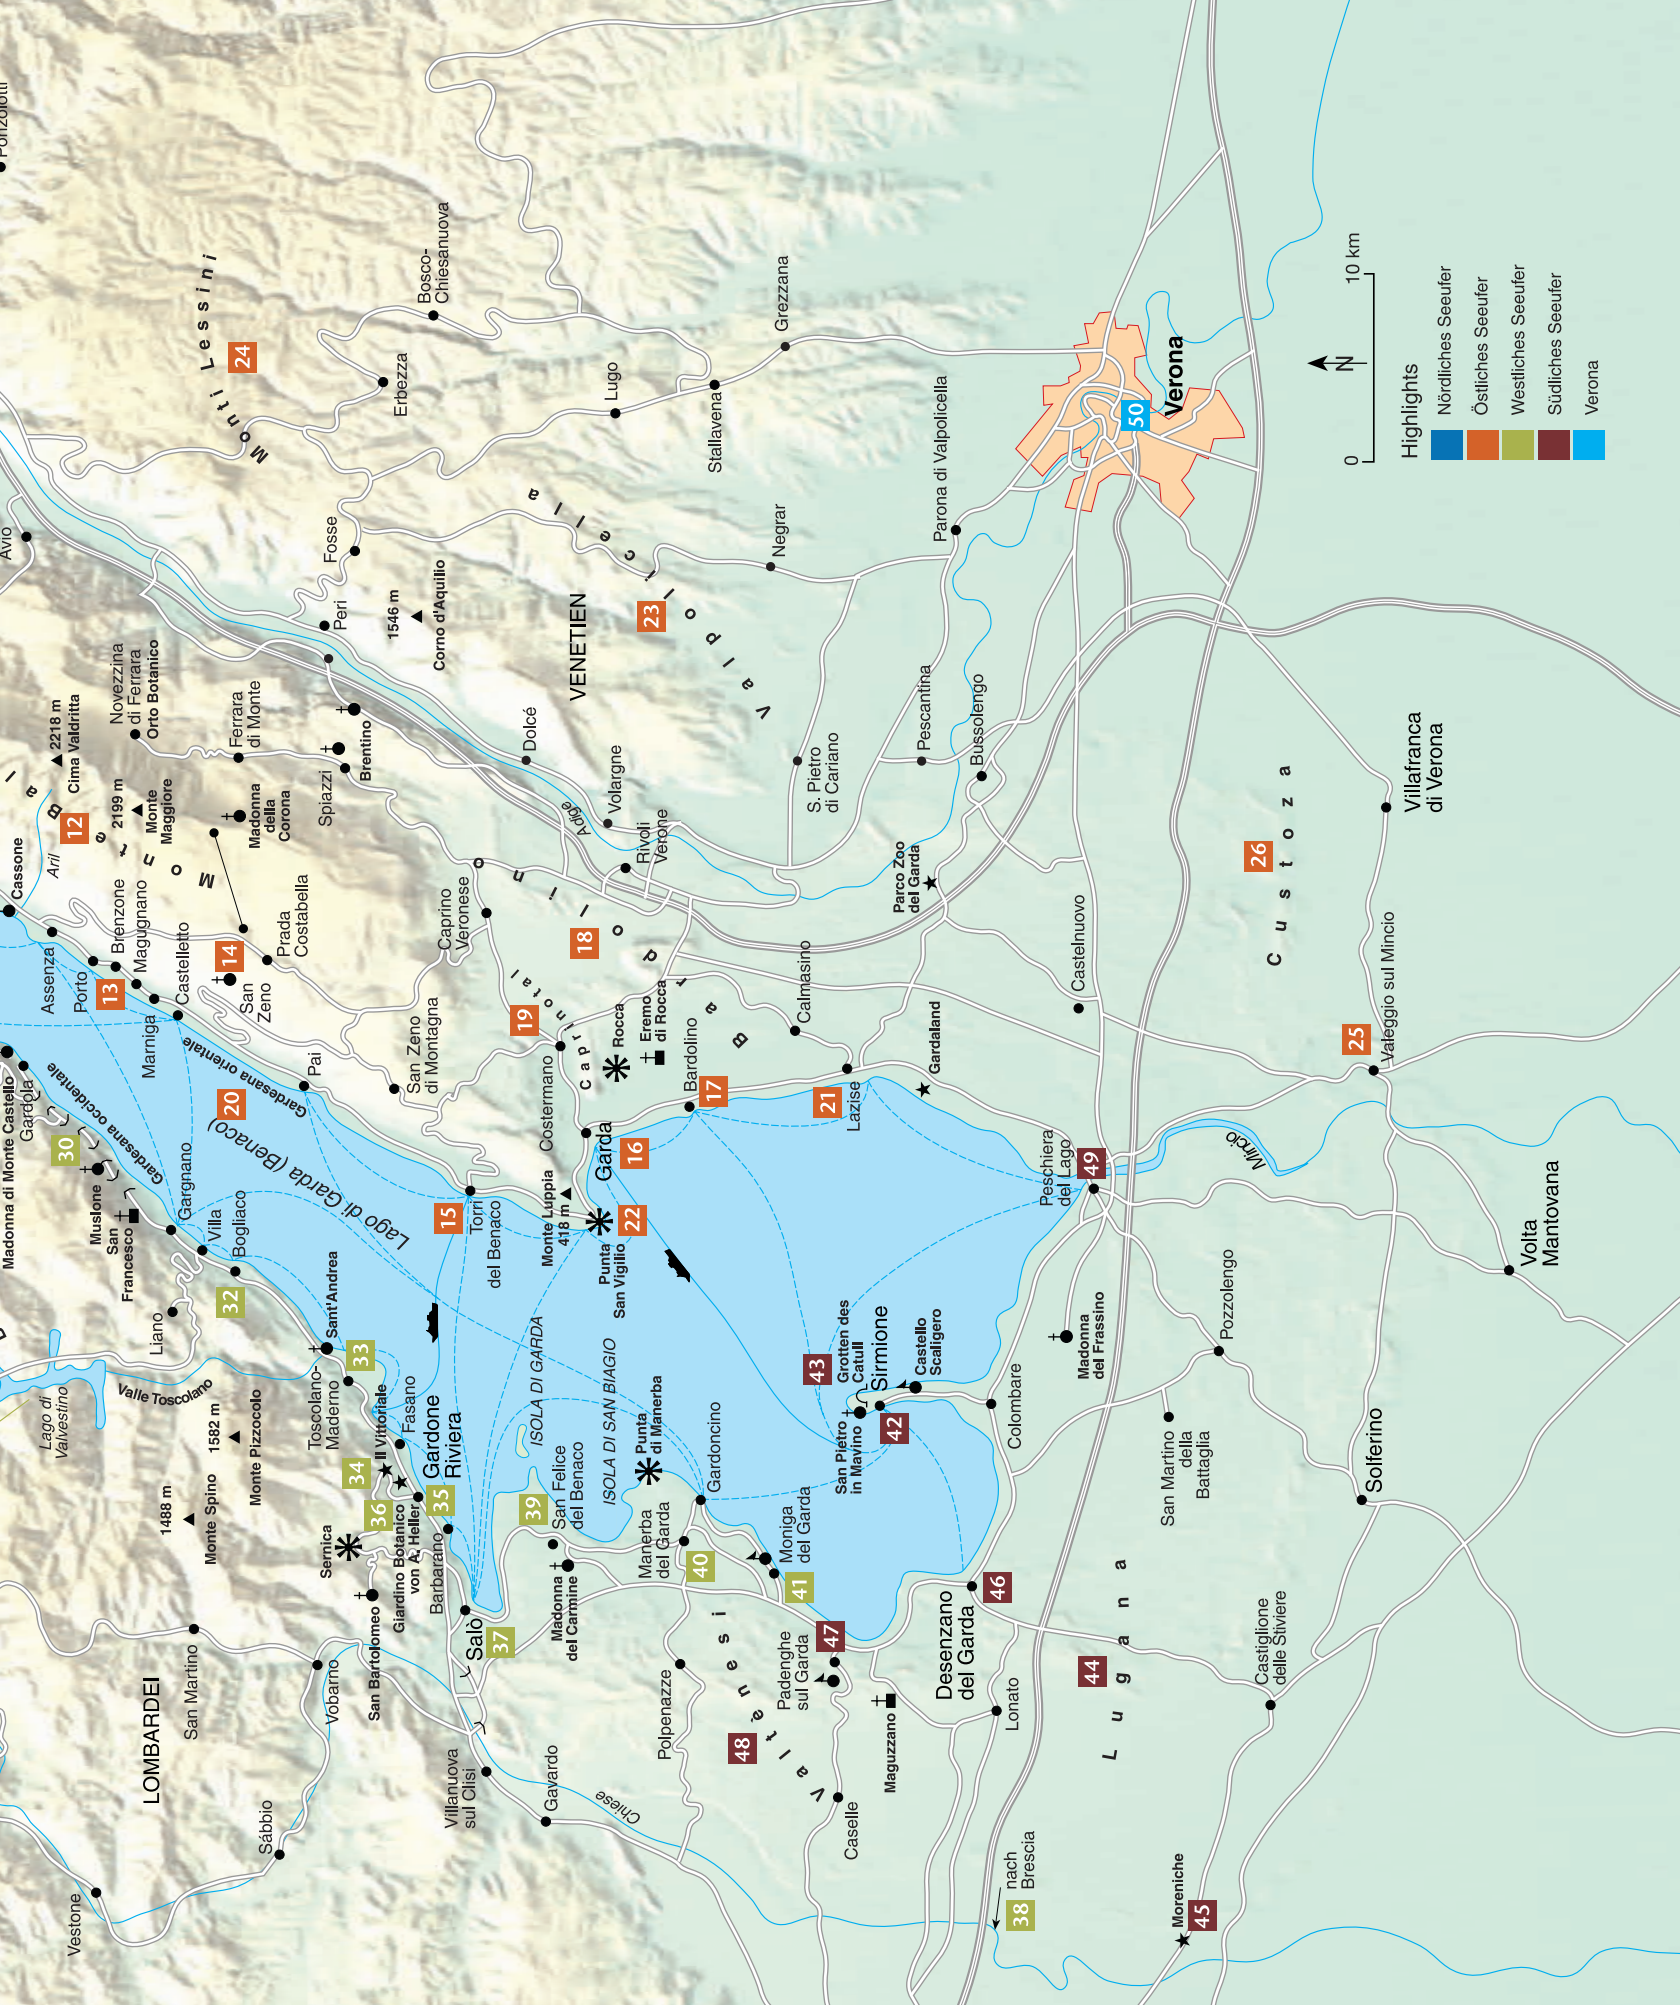 Ponzolotti
Avio
Cassone
Aril
12
Monte Bal
2218 m
Cima Valdritta
2199 m
Monte
Maggiore
Novezzina
di Ferrara
Orto Botanico
Ferrara
di Monte
Madonna
della
Corona
Spiazzi
Brentino
Peri
Fosse
1546 m
Corno d'Aquilio
Monti Lessini
24
Erbezza
Bosco-
Chiesanuova
Lugo
Stallavena
Grezzana
Negrar
Valpolicella
23
VENETIEN
Parona di Valpolicella
Pescantina
Bussolengo
S. Pietro
di Cariano
Dolcé
Volargne
Adige
Rivoli
Verone
Parco Zoo
del Garda
Verona
50
Assenza
Porto
Brenzone
Magugnano
13
Castelletto
Marniga
14
San
Zeno
Prada
Costabella
Caprino
Veronese
San Zeno
di Montagna
Pai
20
Gardesana orientale
Lago di Garda (Benaco)
Gardesana occidentale
18
19
Bardolino
Caprinotal
Costermano
Rocca
Eremo
di Rocca
Bardolino
17
Calmasino
21
Lazise
Gardaland
Castelnuovo
Garda
16
Monte Luppia
418 m
Punta
San Vigilio
22
15
Torri
del Benaco
Peschiera
del Lago
49
Mincio
Custoza
26
Villafranca
di Verona
25
Valeggio sul Mincio
Volta
Mantovana
Madonna di Monte Castello
Gardola
30
Muslone
San
Francesco
Gargnano
Villa
Bogliaco
32
Liano
Sant'Andrea
33
Toscolano-
Maderno
Valle Toscolano
Lago di
Valvestino
1582 m
Monte Pizzocolo
1488 m
Monte Spino
Il Vittoriale
34
Fasano
Gardone
Riviera
35
36
Giardino Botanico
von A. Heller
Sernica
Barbarano
San Bartolomeo
Salò
37
ISOLA DI GARDA
39
San Felice
del Benaco
ISOLA DI SAN BIAGIO
Punta
di Manerba
Madonna
del Carmine
Manerba
del Garda
40
Gardoncino
Moniga
del Garda
41
43
Grotten des
Catull
Sirmione
Castello
Scaligero
San Pietro
in Mavino
42
Colombare
Madonna
del Frassino
Pozzolengo
San Martino
della
Battaglia
Solferino
46
Desenzano
del Garda
47
Padenghe
sul Garda
Maguzzano
Lonato
44
Lugana
Castiglione
delle Stiviere
48
Valtènesi
Polpenazze
Caselle
LOMBARDEI
San Martino
Vobarno
Sábbio
Vestone
Villanuova
sul Clisi
Gavardo
Chiese
nach
Brescia
38
Moreniche
45
0
10 km
N
Highlights
Nördliches Seeufer
Östliches Seeufer
Westliches Seeufer
Südliches Seeufer
Verona